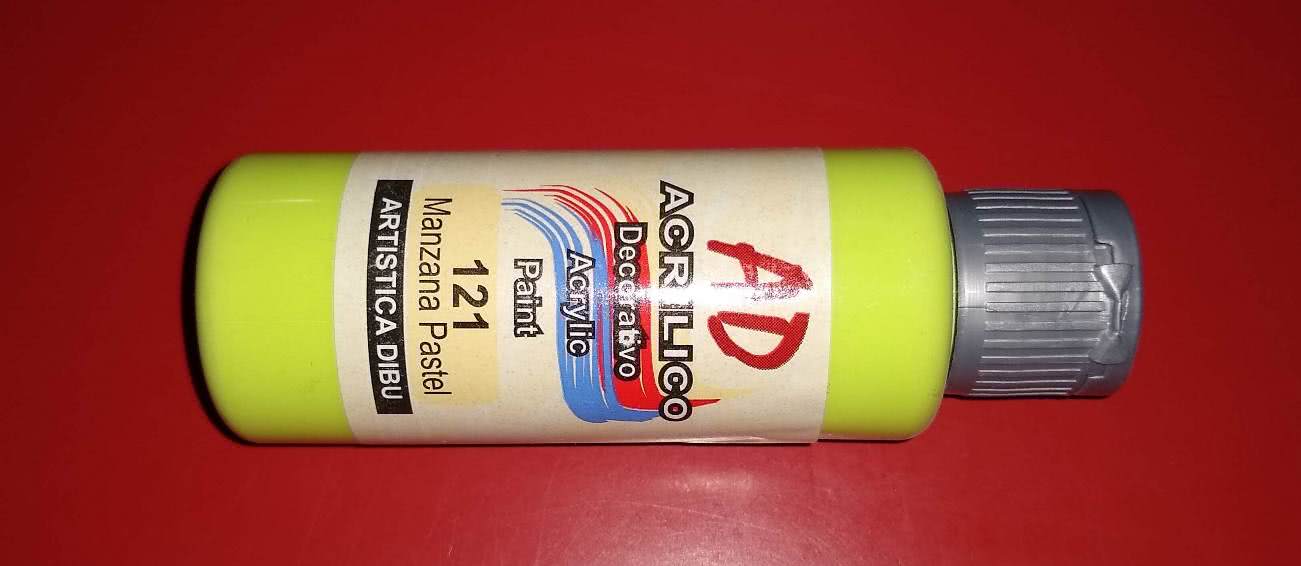 AD
ACRILICO
Decorativo
Acrylic
Paint
121
Manzana Pastel
ARTISTICA DIBU